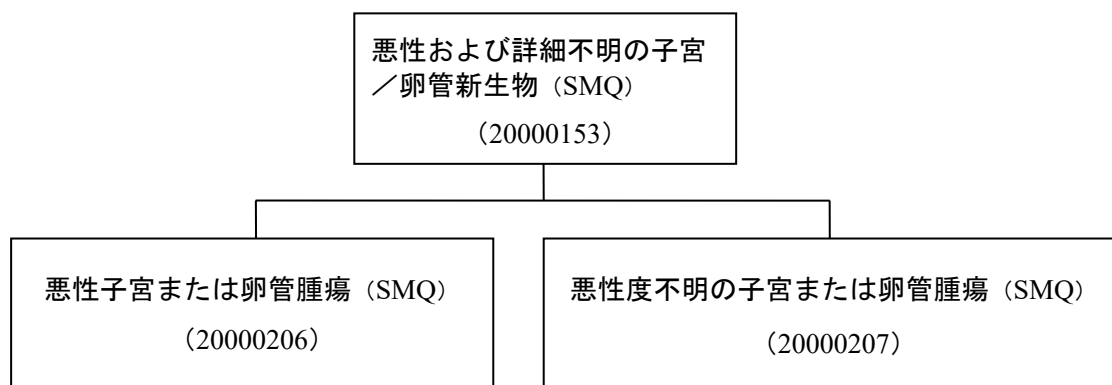 悪性および詳細不明の子宮
／卵管新生物（SMQ）
（20000153）
悪性子宮または卵管腫瘍（SMQ）
（20000206）
悪性度不明の子宮または卵管腫瘍（SMQ）
（20000207）